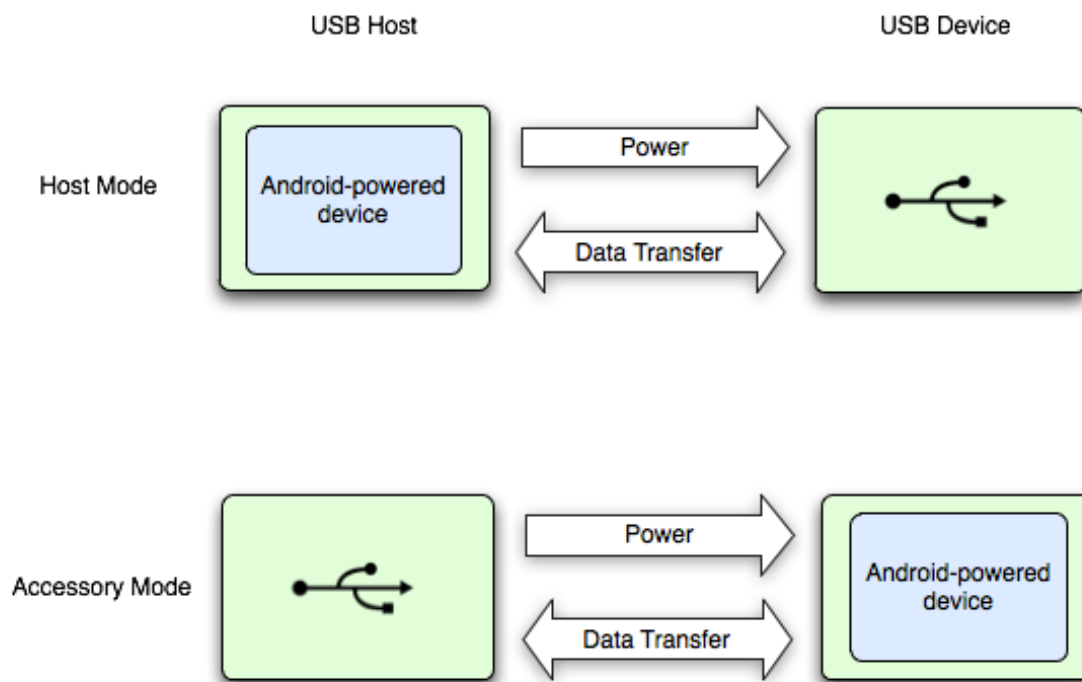 USB Host
USB Device
Host Mode
Android-powered
device
Power
Data Transfer
Accessory Mode
Power
Data Transfer
Android-powered
device